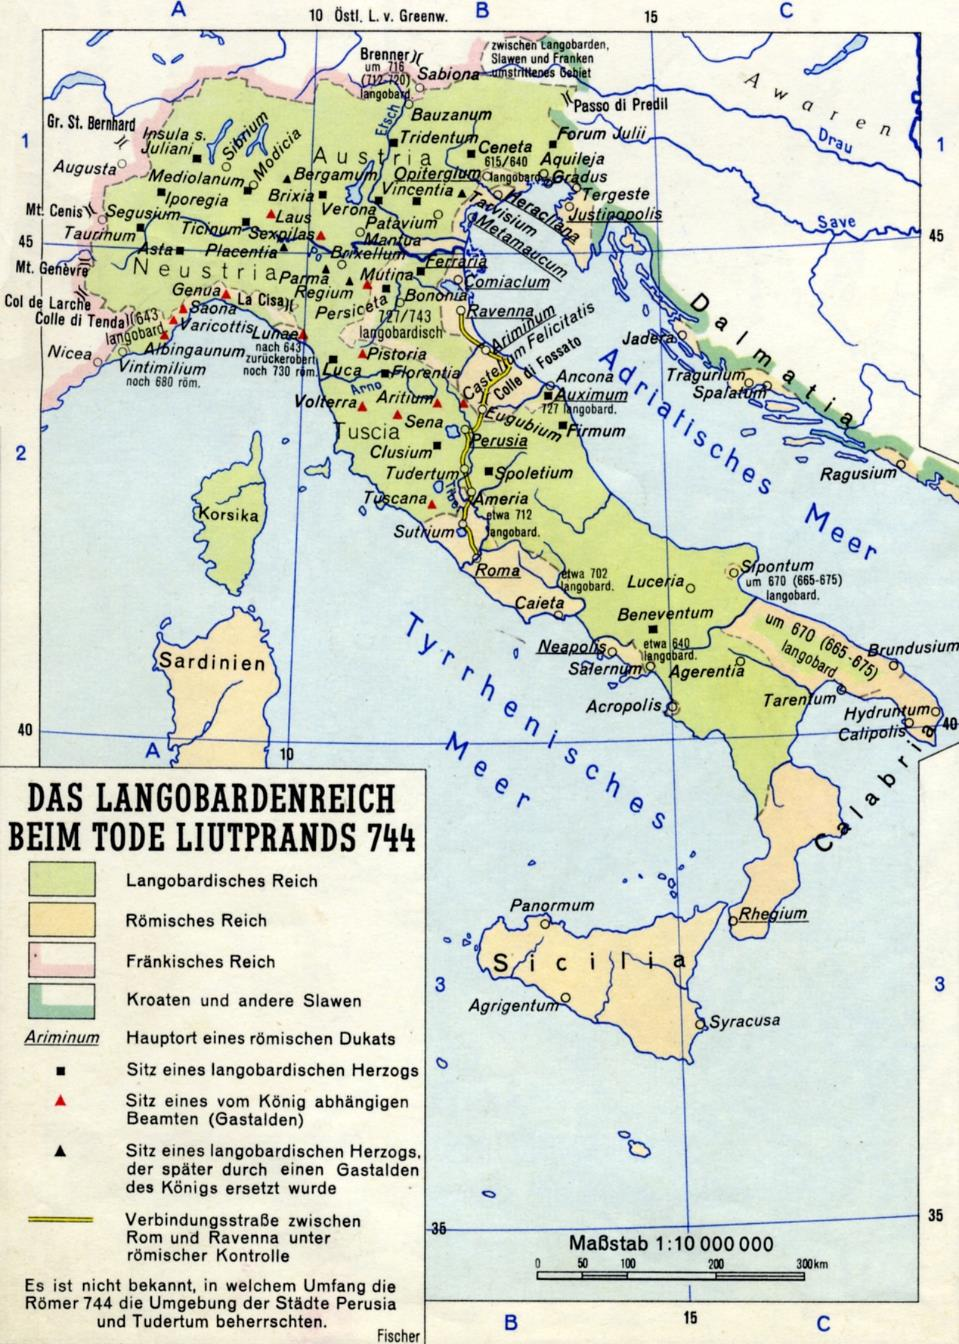 A
10 Östl. L. v. Greenw.
B
15
C
Brenner
um 716
(712-720)
langobard.
Sabiona
zwischen Langobarden,
Slawen und Franken
umstrittenes Gebiet
Passo di Predil
Awaren
Drau
Save
1
1
Gr. St. Bernhard
Insula s.
Juliani
Sibrium
Modicia
Etsch
Bauzanum
Tridentum
Forum Julii
Ceneta
615/640
langobard.
Aquileja
Gradus
Augusta
Mediolanum
Bergamum
Austria
Opitergium
Vincentia
Tarvisium
Heracliana
Tergeste
Justinopolis
Iporegia
Brixia
Verona
Patavium
Metamaucum
Mt. Cenis
Segusium
Laus
Taurinum
Ticinum
Sexpilas
Mantua
45
45
Asta
Placentia
Po
Brixellum
Ferraria
Mt. Genèvre
Neustria
Parma
Mutina
Comiaclum
Genua
La Cisa
Regium
Bononia
Col de Larche
Colle di Tenda
643
langobard.
Saona
Varicottis
Lunae
nach 643
zurückerobert
noch 730 röm.
Persiceta
727/743
langobardisch
Ravenna
Ariminum
Castellum Felicitatis
Colle di Fossato
Nicea
Albingaunum
Vintimilium
noch 680 röm.
Pistoria
Luca
Florentia
Arno
Volterra
Aritium
Jadera
Dalmatia
Tragurium
Spalatum
Ancona
Auximum
727 langobard.
Adriatisches Meer
Sena
Eugubium
Firmum
Tuscia
2
Perusia
Clusium
Ragusium
Tudertum
Spoletium
Tuscana
Tiber
Ameria
etwa 712
langobard.
Korsika
Sutrium
Roma
etwa 702
langobard.
Luceria
Sipontum
um 670 (665-675)
langobard.
Caieta
Beneventum
um 670 (665-675)
langobard
Brundusium
Tyrrhenisches
Meer
Neapolis
etwa 640
langobard.
Sardinien
Salernum
Agerentia
Tarentum
Acropolis
Hydruntum
Calipolis
40
40
A
10
Calabria
DAS LANGOBARDENREICH
BEIM TODE LIUTPRANDS 744
Langobardisches Reich
Römisches Reich
Fränkisches Reich
Kroaten und andere Slawen
Ariminum Hauptort eines römischen Dukats
Sitz eines langobardischen Herzogs
Sitz eines vom König abhängigen
Beamten (Gastalden)
Sitz eines langobardischen Herzogs,
der später durch einen Gastalden
des Königs ersetzt wurde
Verbindungsstraße zwischen
Rom und Ravenna unter
römischer Kontrolle
Es ist nicht bekannt, in welchem Umfang die
Römer 744 die Umgebung der Städte Perusia
und Tudertum beherrschten.
Fischer
Panormum
Rhegium
Sicilia
3
3
Agrigentum
Syracusa
35
35
Maßstab 1:10 000 000
0 50 100 200 300km
B
15
C